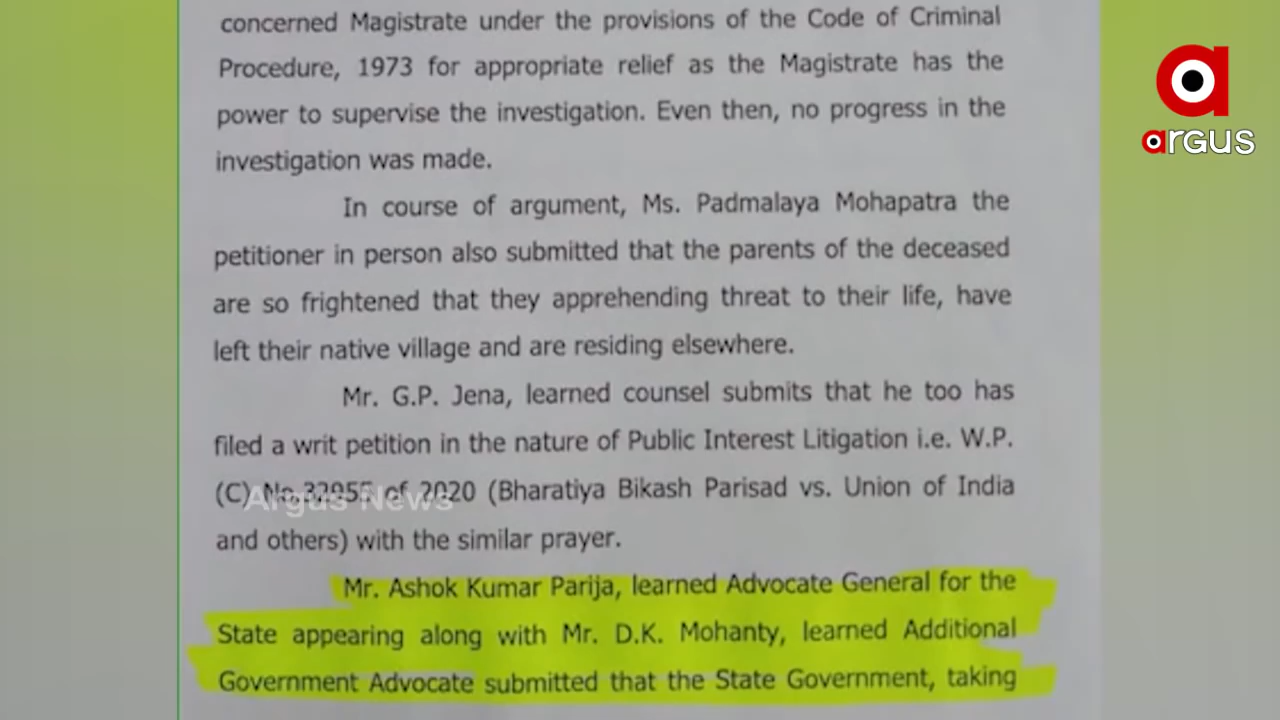 concerned Magistrate under the provisions of the Code of Criminal
Procedure, 1973 for appropriate relief as the Magistrate has the
power to supervise the investigation. Even then, no progress in the
investigation was made.
In course of argument, Ms. Padmalaya Mohapatra the
petitioner in person also submitted that the parents of the deceased
are so frightened that they apprehending threat to their life, have
left their native village and are residing elsewhere.
Mr. G.P. Jena, learned counsel submits that he too has
filed a writ petition in the nature of Public Interest Litigation i.e. W.P.
(C) No.32955 of 2020 (Bharatiya Bikash Parisad vs. Union of India
and others) with the similar prayer.
Mr. Ashok Kumar Parija, learned Advocate General for the
State appearing along with Mr. D.K. Mohanty, learned Additional
Government Advocate submitted that the State Government, taking
Argus News
argus